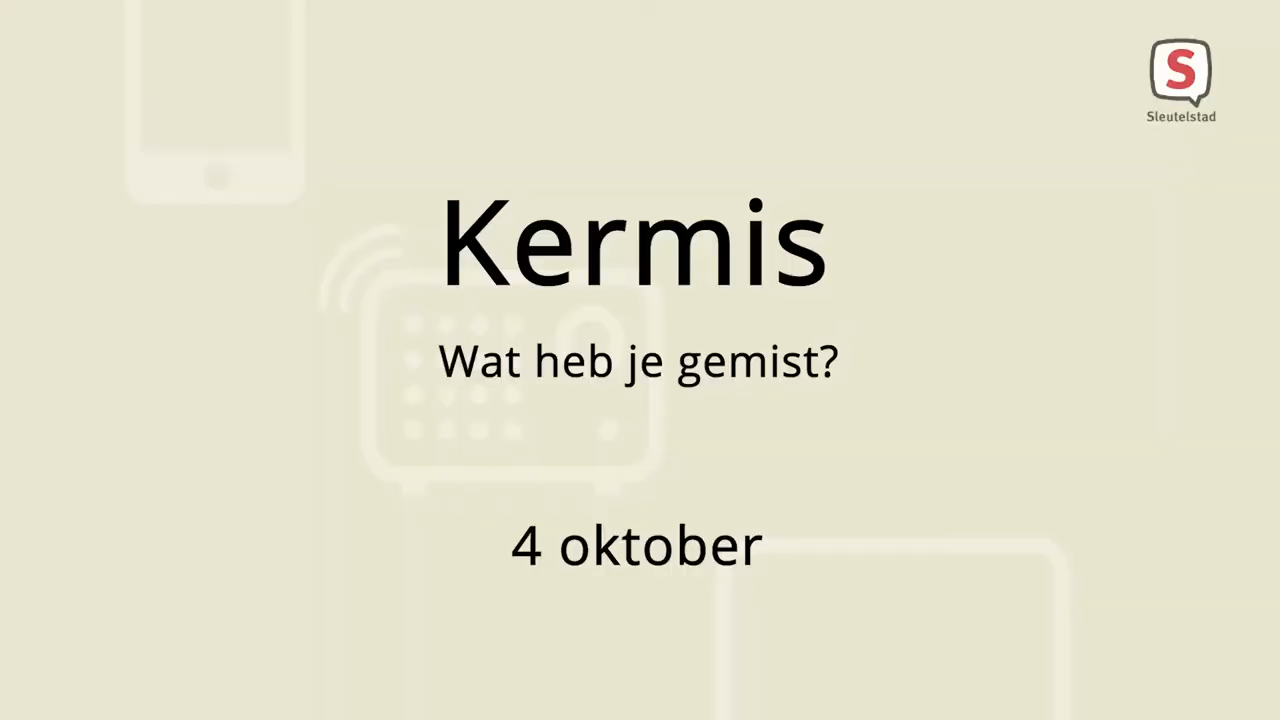 S
Sleutelstad
Kermis
Wat heb je gemist?
4 oktober